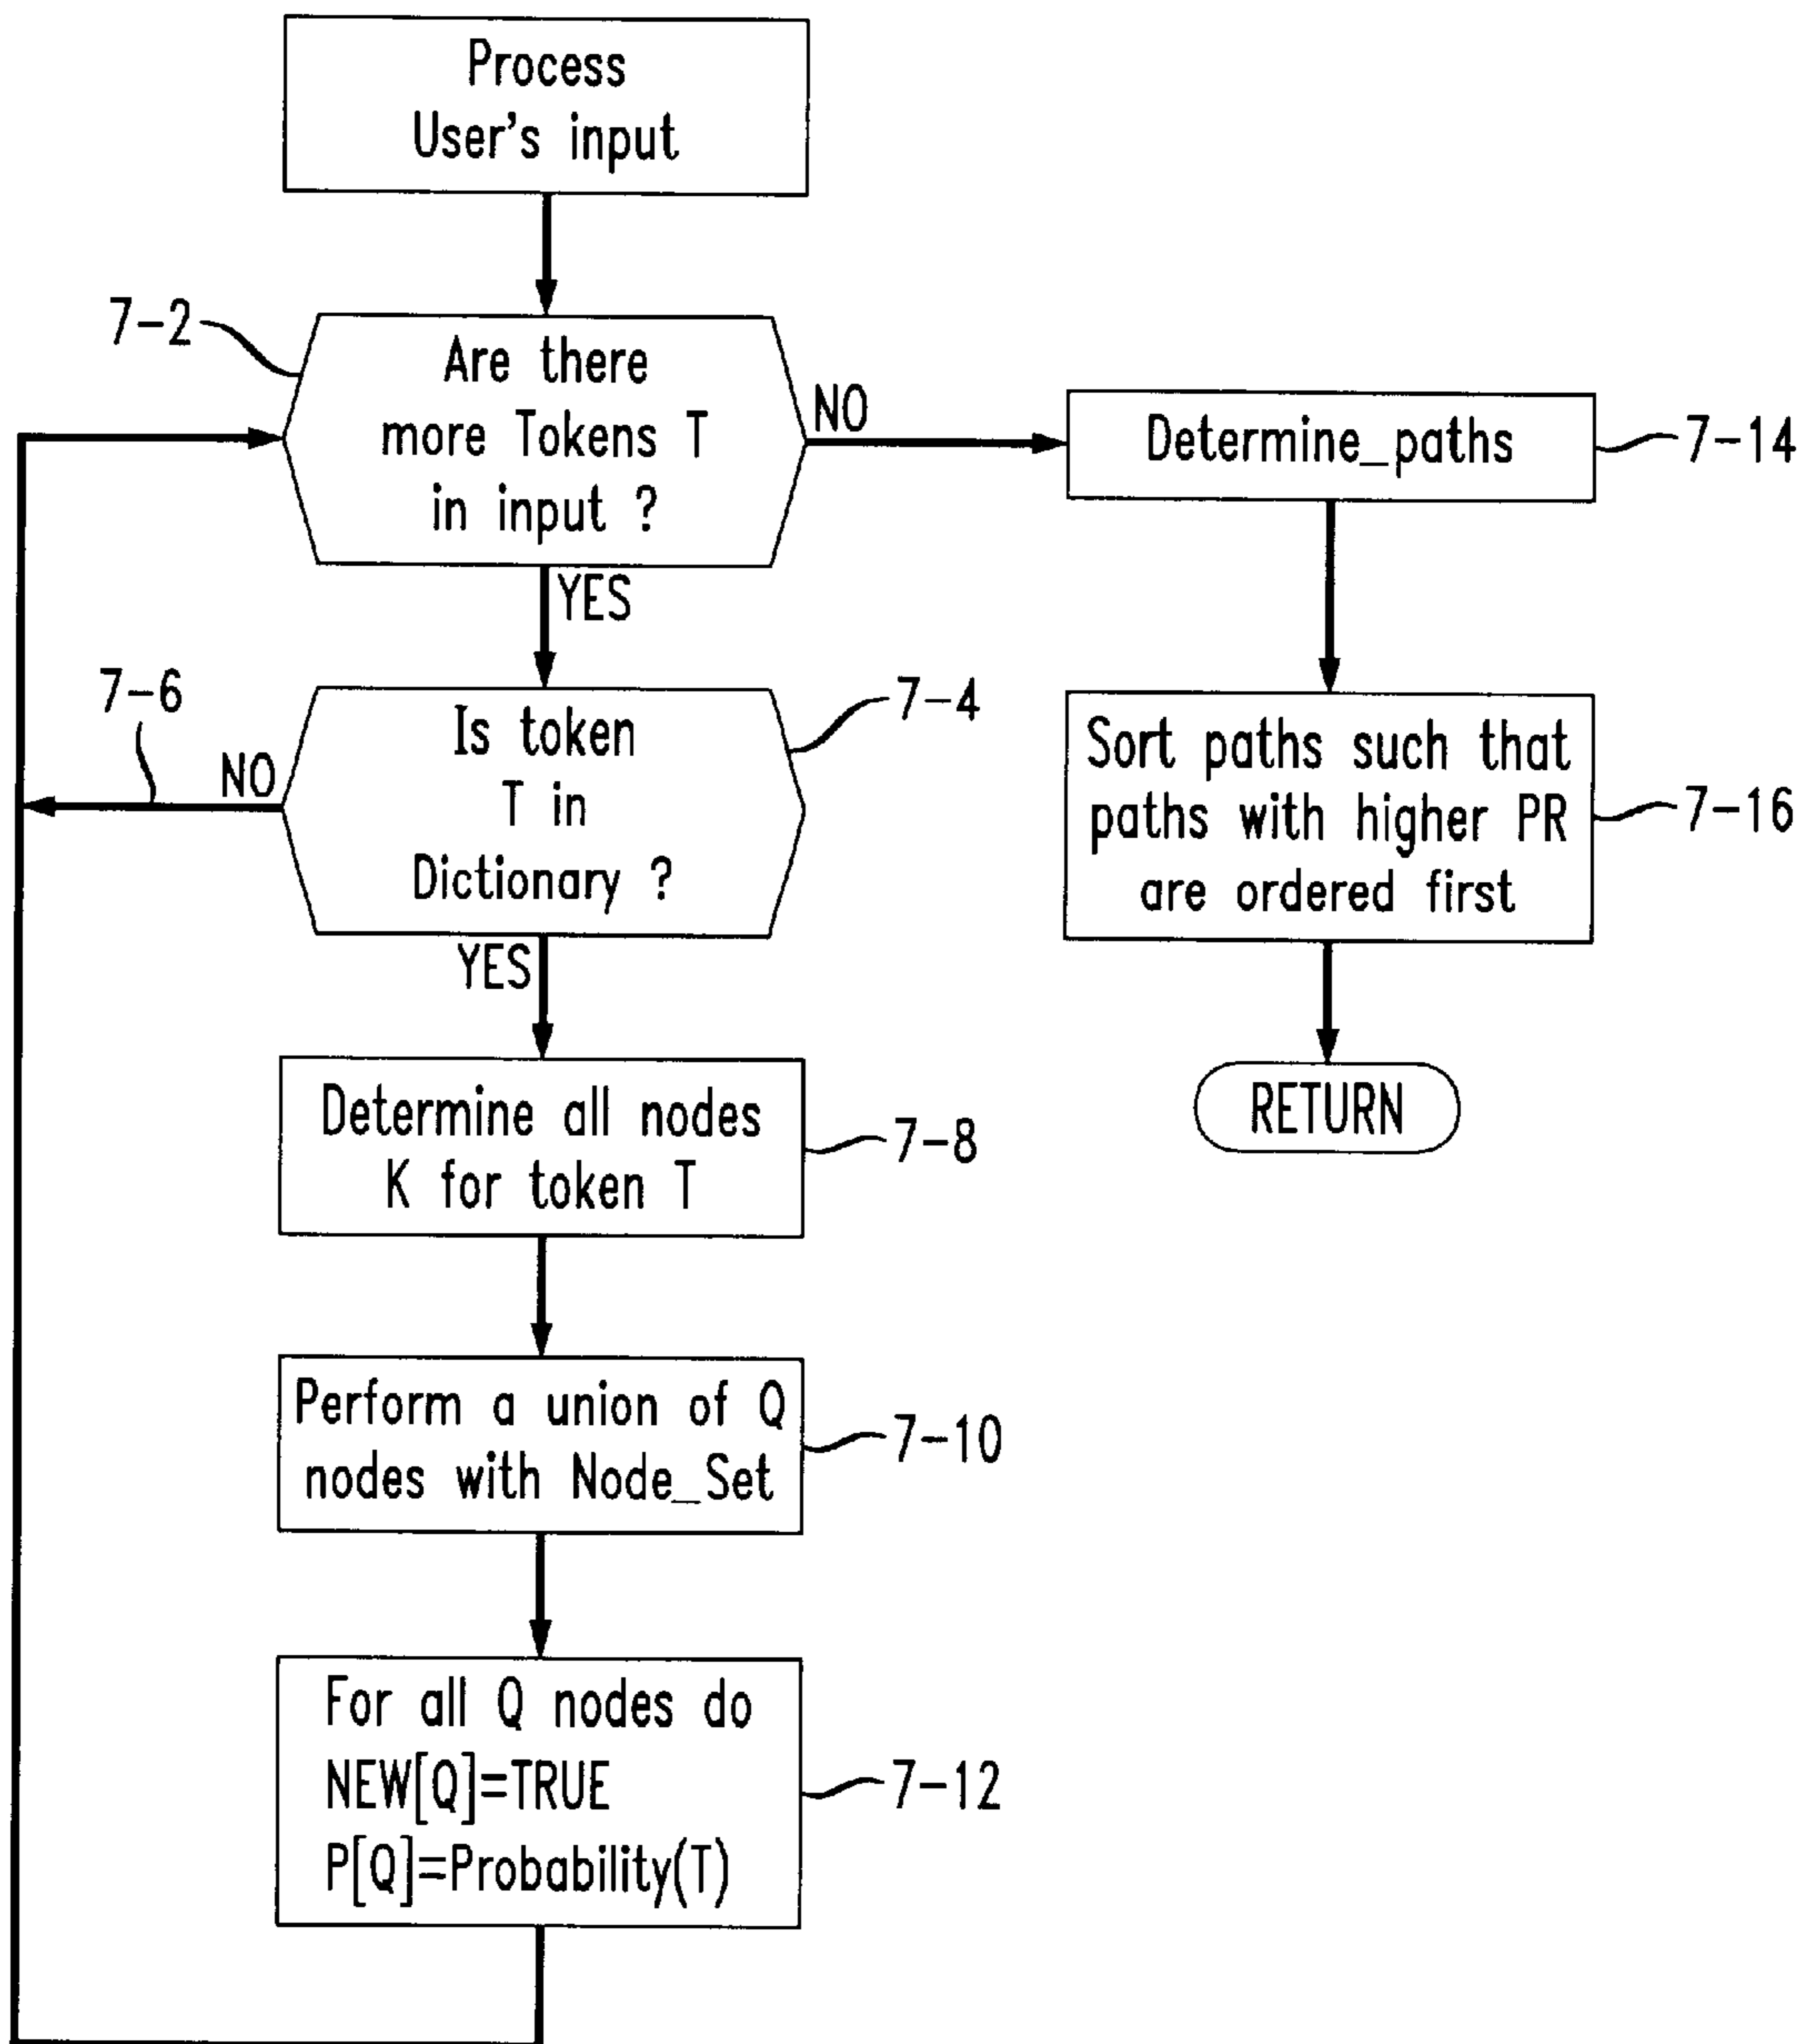 Process
User's input
7-2
Are there
more Tokens T
in input ?
NO
Determine_paths
7-14
YES
7-6
NO
Is token
T in
Dictionary ?
7-4
Sort paths such that
paths with higher PR
are ordered first
7-16
YES
Determine all nodes
K for token T
7-8
RETURN
Perform a union of Q
nodes with Node_Set
7-10
For all Q nodes do
NEW[Q]=TRUE
P[Q]=Probability(T)
7-12